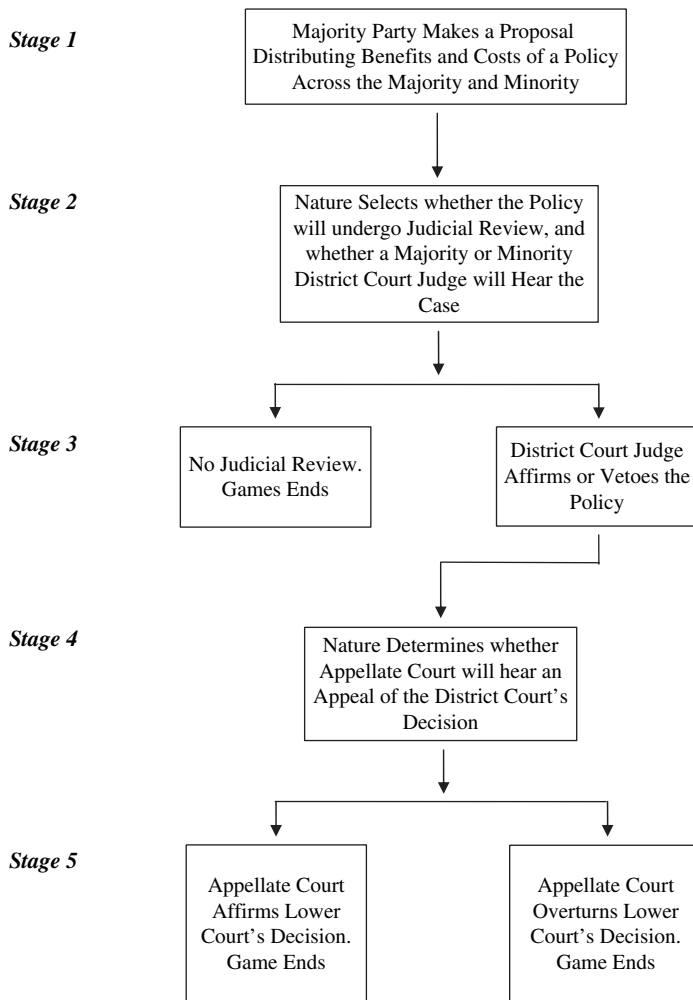 Stage 1
Majority Party Makes a Proposal
Distributing Benefits and Costs of a Policy
Across the Majority and Minority
Stage 2
Nature Selects whether the Policy
will undergo Judicial Review, and
whether a Majority or Minority
District Court Judge will Hear the
Case
Stage 3
No Judicial Review.
Games Ends
District Court Judge
Affirms or Vetoes the
Policy
Stage 4
Nature Determines whether
Appellate Court will hear an
Appeal of the District Court's
Decision
Stage 5
Appellate Court
Affirms Lower
Court's Decision.
Game Ends
Appellate Court
Overturns Lower
Court's Decision.
Game Ends